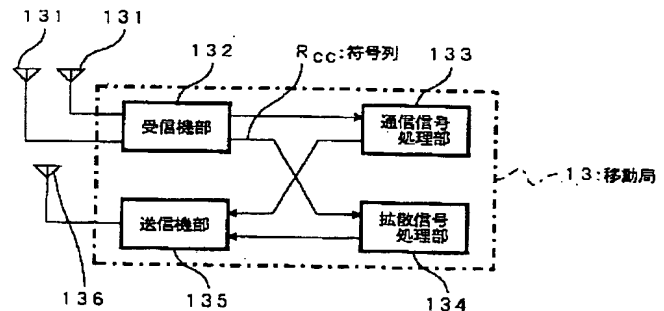 131
131
132
R_CC:符号列
133
受信機部
通信信号
処理部
13:移動局
送信機部
拡散信号
処理部
136
135
134